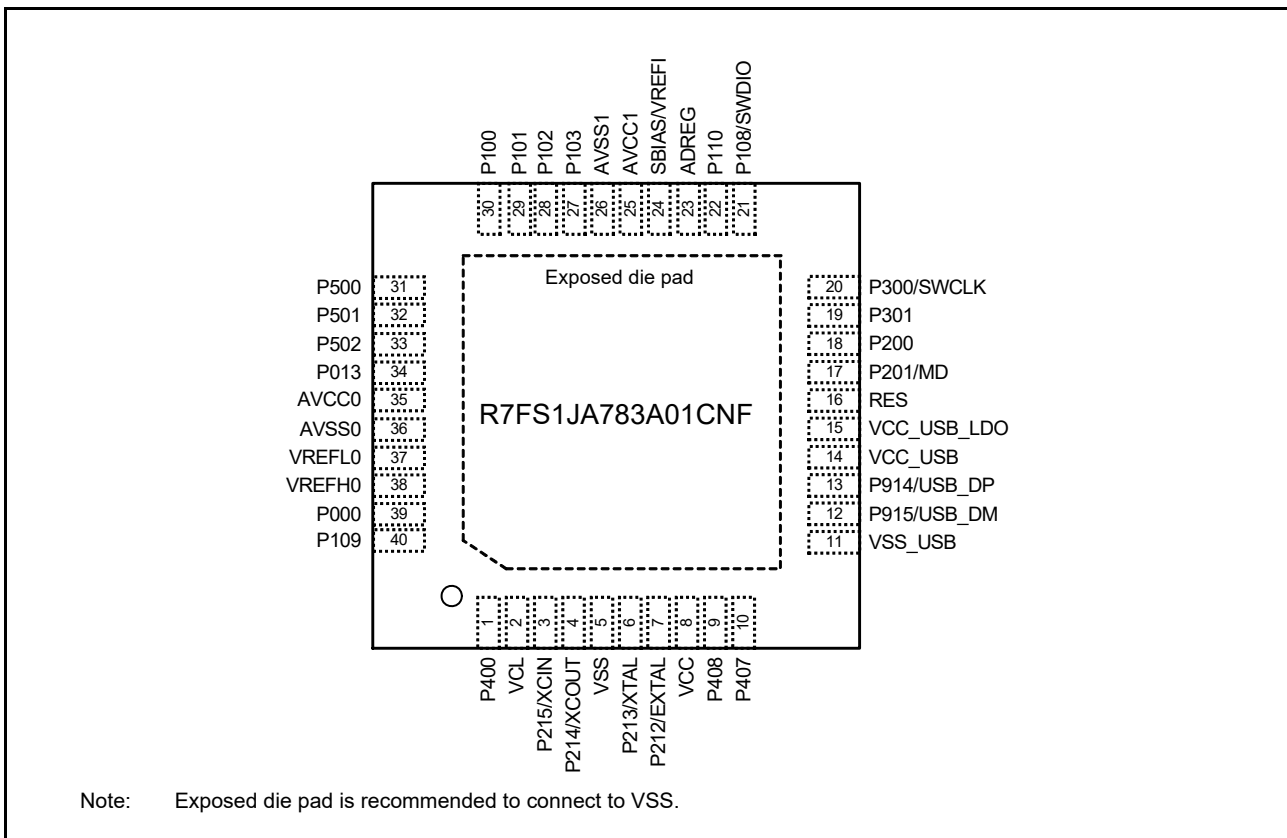 P100
P101
P102
P103
AVSS1
AVCC1
SBIAS/VREFI
ADREG
P110
P108/SWDIO
30
29
28
27
26
25
24
23
22
21
Exposed die pad
P500 31
P501 32
P502 33
P013 34
AVCC0 35
AVSS0 36
VREFL0 37
VREFH0 38
P000 39
P109 40
R7FS1JA783A01CNF
20 P300/SWCLK
19 P301
18 P200
17 P201/MD
16 RES
15 VCC_USB_LDO
14 VCC_USB
13 P914/USB_DP
12 P915/USB_DM
11 VSS_USB
1
2
3
4
5
6
7
8
9
10
P400
VCL
P215/XCIN
P214/XCOUT
VSS
P213/XTAL
P212/EXTAL
VCC
P408
P407
Note: Exposed die pad is recommended to connect to VSS.